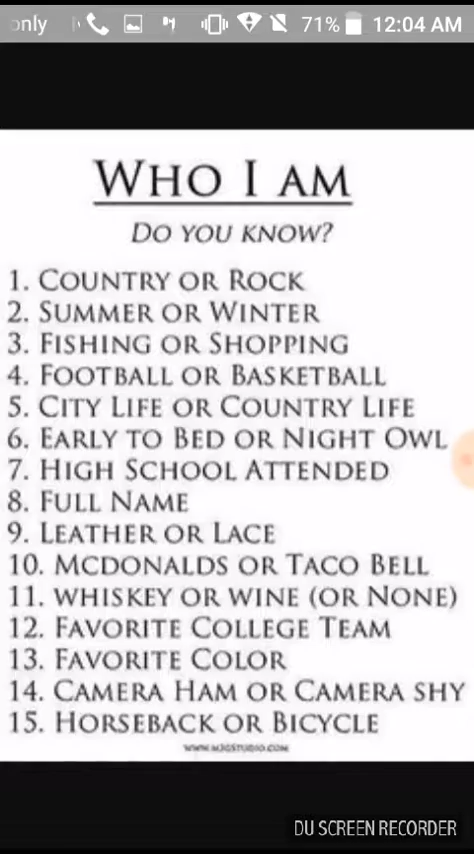 only 71% 12:04 AM
WHO I AM
DO YOU KNOW?
1. COUNTRY OR ROCK
2. SUMMER OR WINTER
3. FISHING OR SHOPPING
4. FOOTBALL OR BASKETBALL
5. CITY LIFE OR COUNTRY LIFE
6. EARLY TO BED OR NIGHT OWL
7. HIGH SCHOOL ATTENDED
8. FULL NAME
9. LEATHER OR LACE
10. MCDONALDS OR TACO BELL
11. WHISKEY OR WINE (OR NONE)
12. FAVORITE COLLEGE TEAM
13. FAVORITE COLOR
14. CAMERA HAM OR CAMERA SHY
15. HORSEBACK OR BICYCLE
DU SCREEN RECORDER